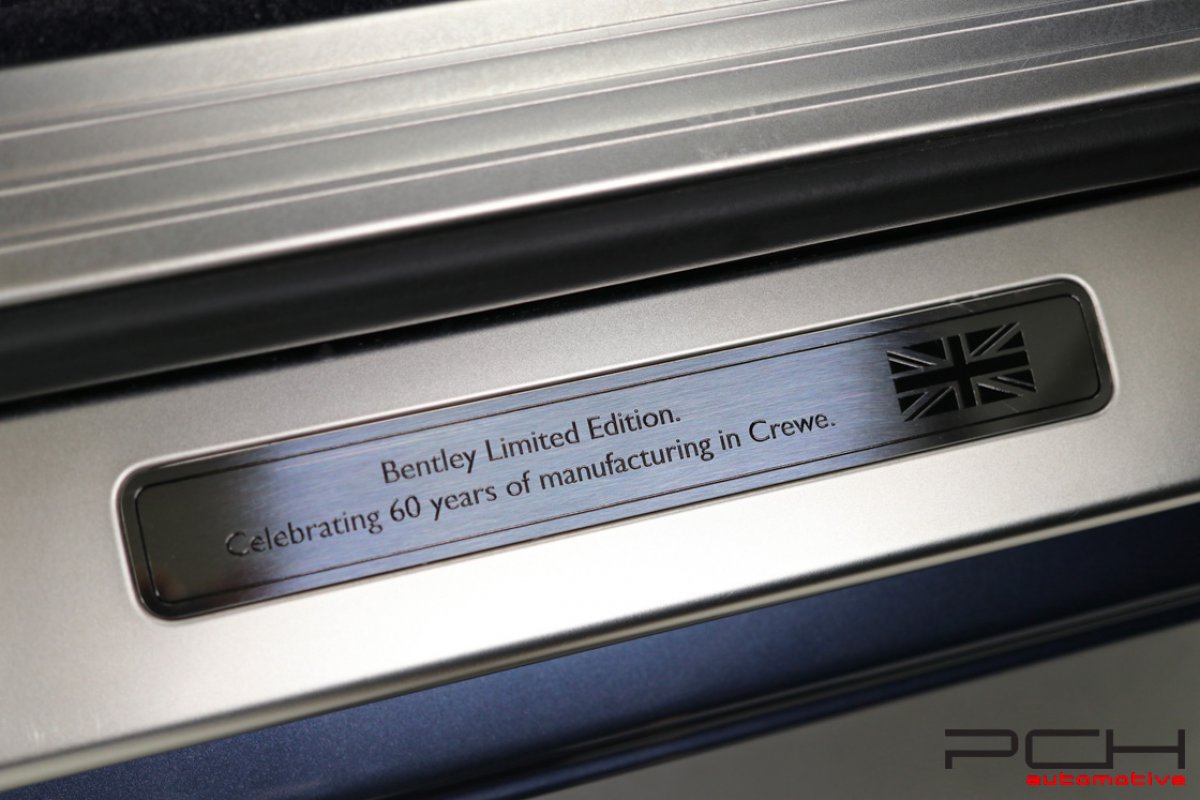 Bentley Limited Edition.
Celebrating 60 years of manufacturing in Crewe.
PCH
automotive